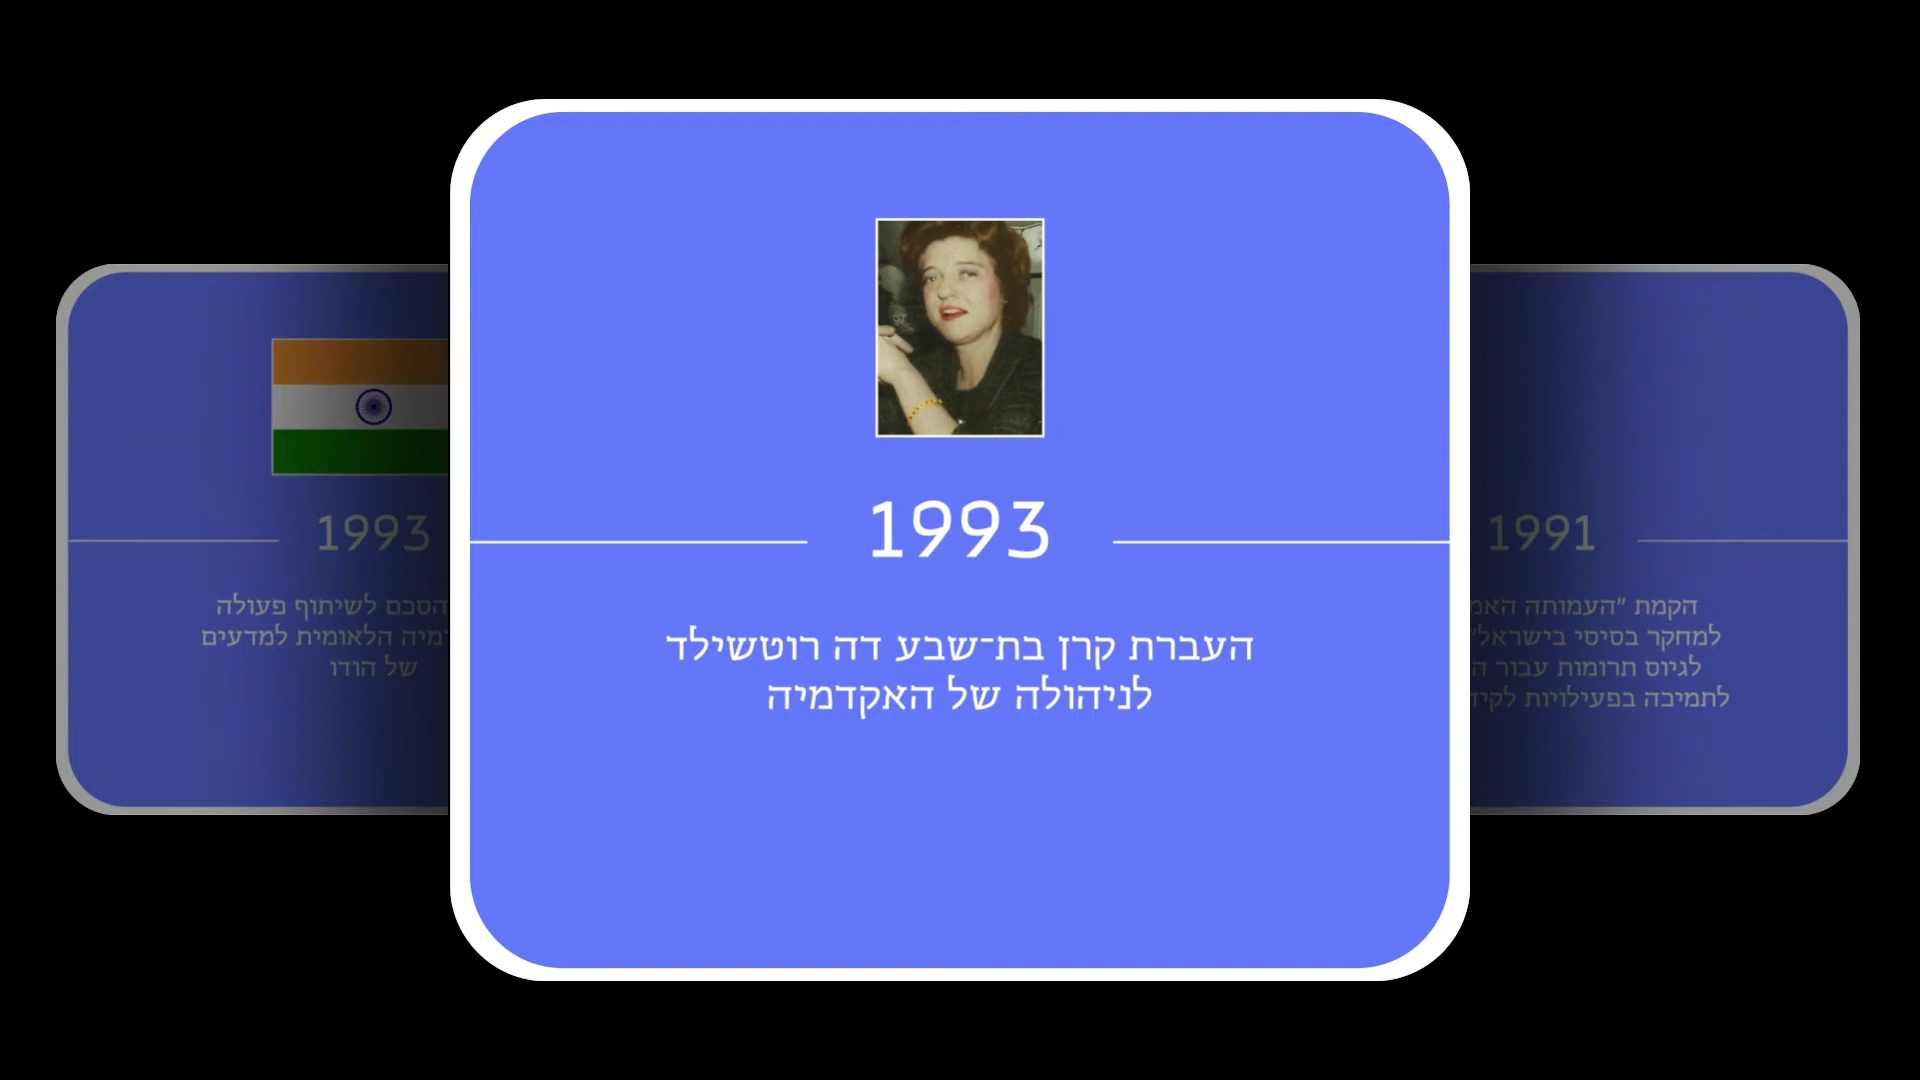 1993
העברת קרן בת־שבע דה רוטשילד
לניהולה של האקדמיה
1991
הקמת "העמותה
למחקר בסיסי בישראל"
לגיוס תרומות עבור
לתמיכה בפעילויות
1993
הסכם לשיתוף פעולה
הלאומית למדעים
של הודו